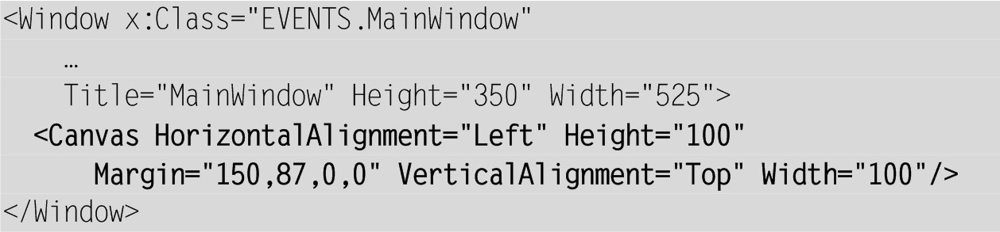 <Window x:Class="EVENTS.MainWindow"
…
Title="MainWindow" Height="350" Width="525">
<Canvas HorizontalAlignment="Left" Height="100"
Margin="150,87,0,0" VerticalAlignment="Top" Width="100"/>
</Window>